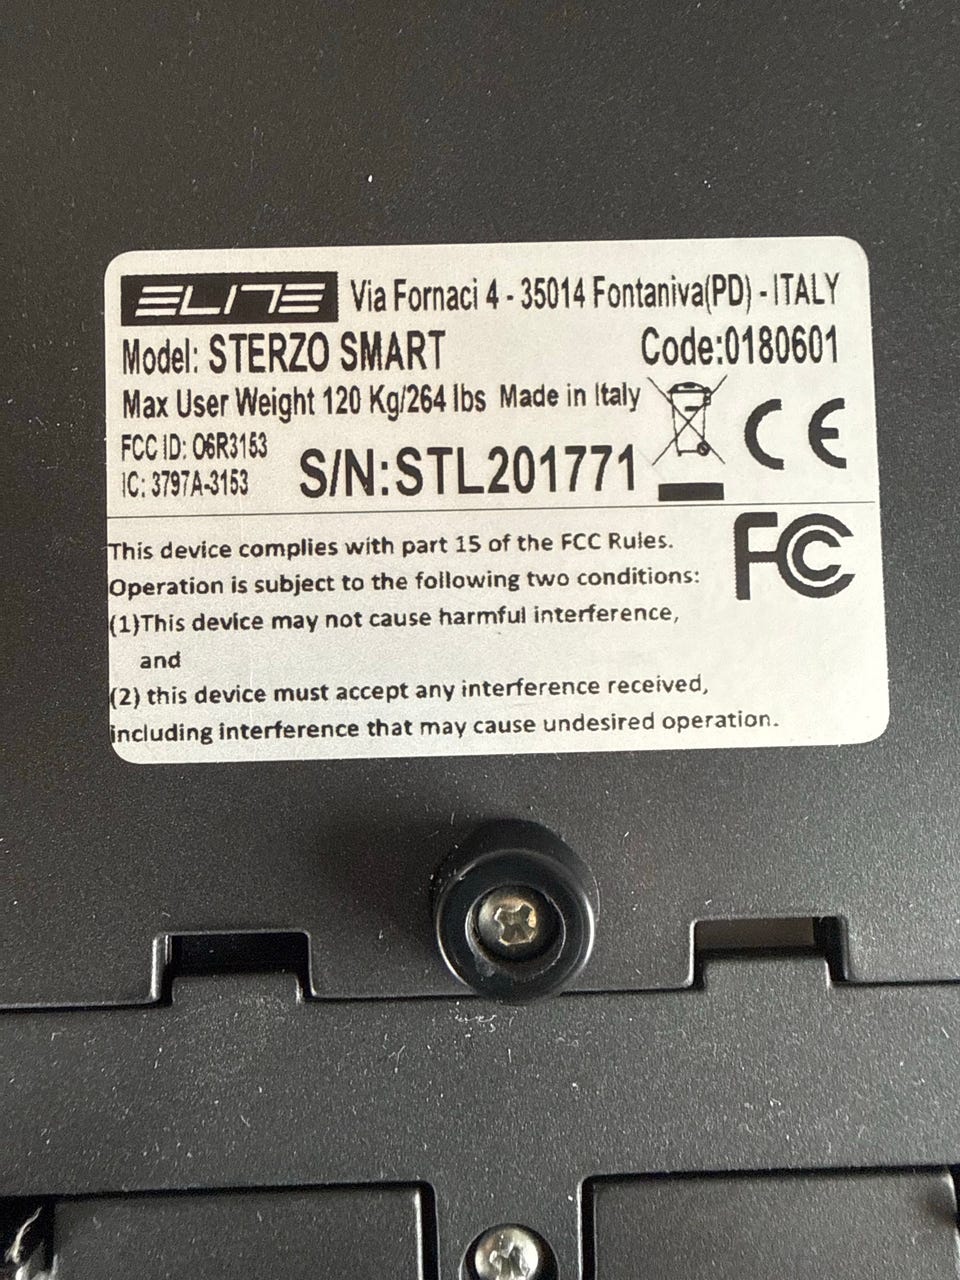 ELITE Via Fornaci 4 - 35014 Fontaniva(PD) - ITALY
Model: STERZO SMART Code:0180601
Max User Weight 120 Kg/264 lbs Made in Italy
FCC ID: O6R3153
IC: 3797A-3153 S/N:STL201771
CE
FC
This device complies with part 15 of the FCC Rules.
Operation is subject to the following two conditions:
(1)This device may not cause harmful interference,
and
(2) this device must accept any interference received,
including interference that may cause undesired operation.